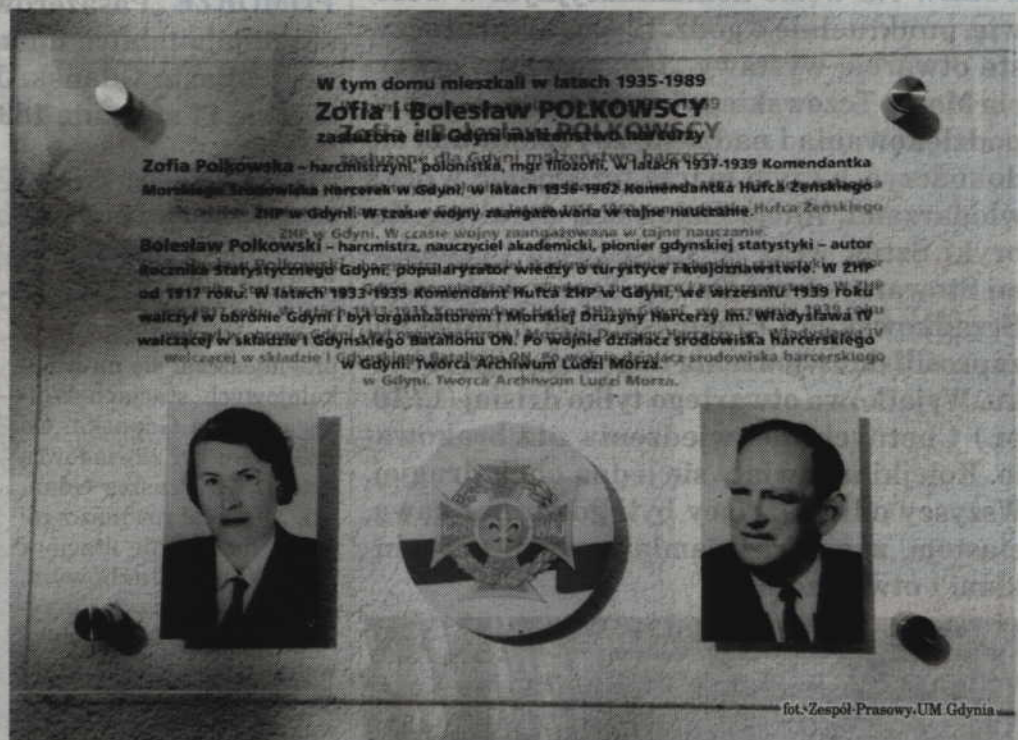 W tym domu mieszkali w latach 1935-1989
Zofia i Bolesław POLKOWSCY
zasłużone dla Gdyni małżeństwo harcerzy
Zofia Polkowska – harcmistrzyni, polonistka, mgr filozofii, w latach 1937-1939 Komendantka
Morskiego Środowiska Harcerek w Gdyni, w latach 1956-1962 Komendantka Hufca Żeńskiego
ZHP w Gdyni. W czasie wojny zaangażowana w tajne nauczanie.
Bolesław Polkowski – harcmistrz, nauczyciel akademicki, pionier gdynskiej statystyki – autor
Rocznika Statystycznego Gdyni, popularyzator wiedzy o turystyce i krajoznawstwie. W ZHP
od 1917 roku. W latach 1933-1935 Komendant Hufca ZHP w Gdyni, we wrześniu 1939 roku
walczył w obronie Gdyni i był organizatorem I Morskiej Drużyny Harcerzy im. Władysława IV
walczącej w składzie I Gdyńskiego Batalionu ON. Po wojnie działacz środowiska harcerskiego
w Gdyni. Twórca Archiwum Ludzi Morza.
fot. Zespół Prasowy UM Gdynia